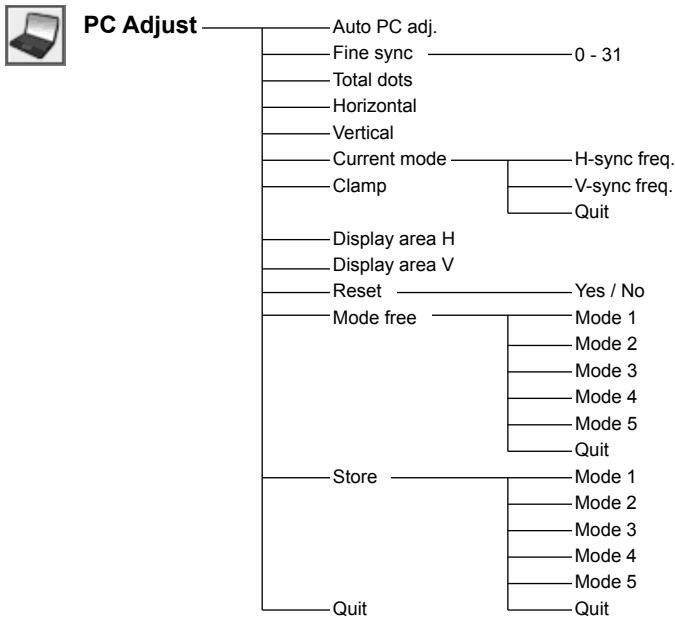 PC Adjust
Auto PC adj.
Fine sync 0 - 31
Total dots
Horizontal
Vertical
Current mode H-sync freq.
Clamp V-sync freq.
Quit
Display area H
Display area V
Reset Yes / No
Mode free Mode 1
Mode 2
Mode 3
Mode 4
Mode 5
Quit
Store Mode 1
Mode 2
Mode 3
Mode 4
Mode 5
Quit Quit